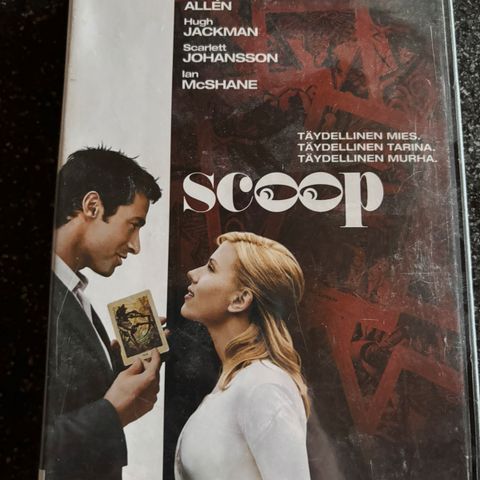 ALLEN
Hugh
JACKMAN
Scarlett
JOHANSSON
Ian
McSHANE
TÄYDELLINEN MIES.
TÄYDELLINEN TARINA.
TÄYDELLINEN MURHA.
scoop